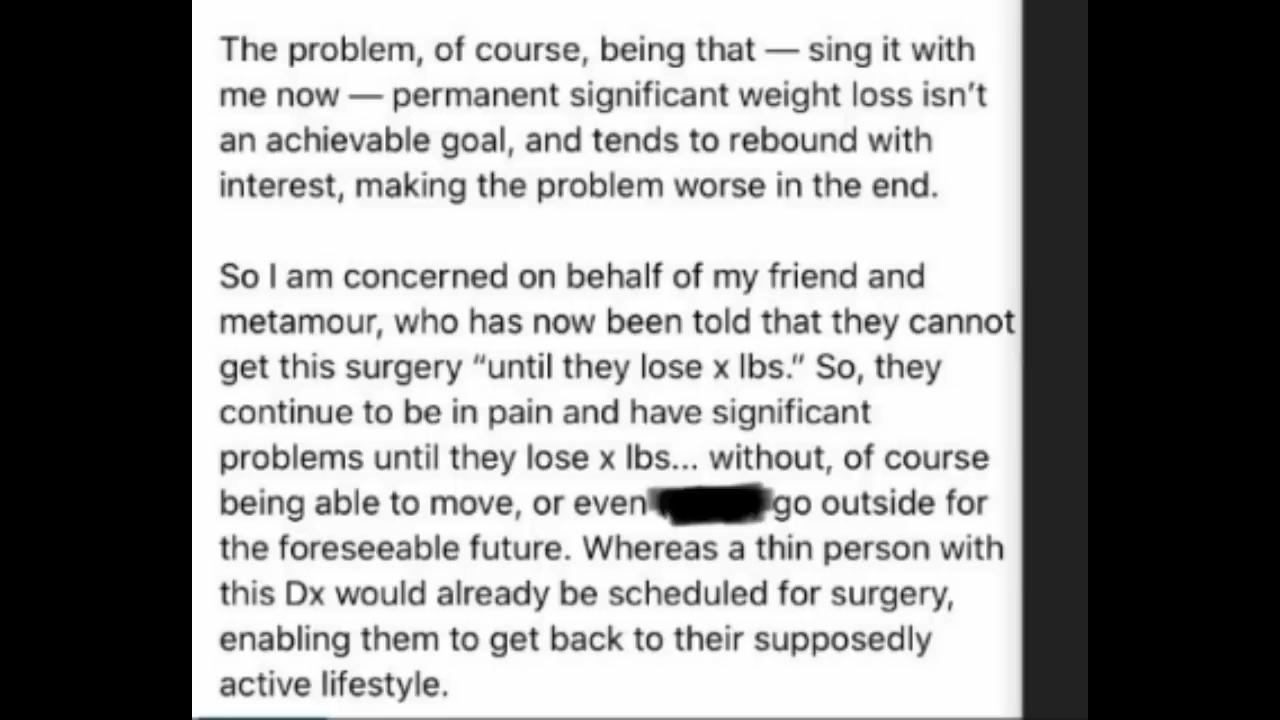 The problem, of course, being that — sing it with
me now — permanent significant weight loss isn’t
an achievable goal, and tends to rebound with
interest, making the problem worse in the end.
So I am concerned on behalf of my friend and
metamour, who has now been told that they cannot
get this surgery “until they lose x lbs.” So, they
continue to be in pain and have significant
problems until they lose x lbs... without, of course
being able to move, or even go outside for
the foreseeable future. Whereas a thin person with
this Dx would already be scheduled for surgery,
enabling them to get back to their supposedly
active lifestyle.